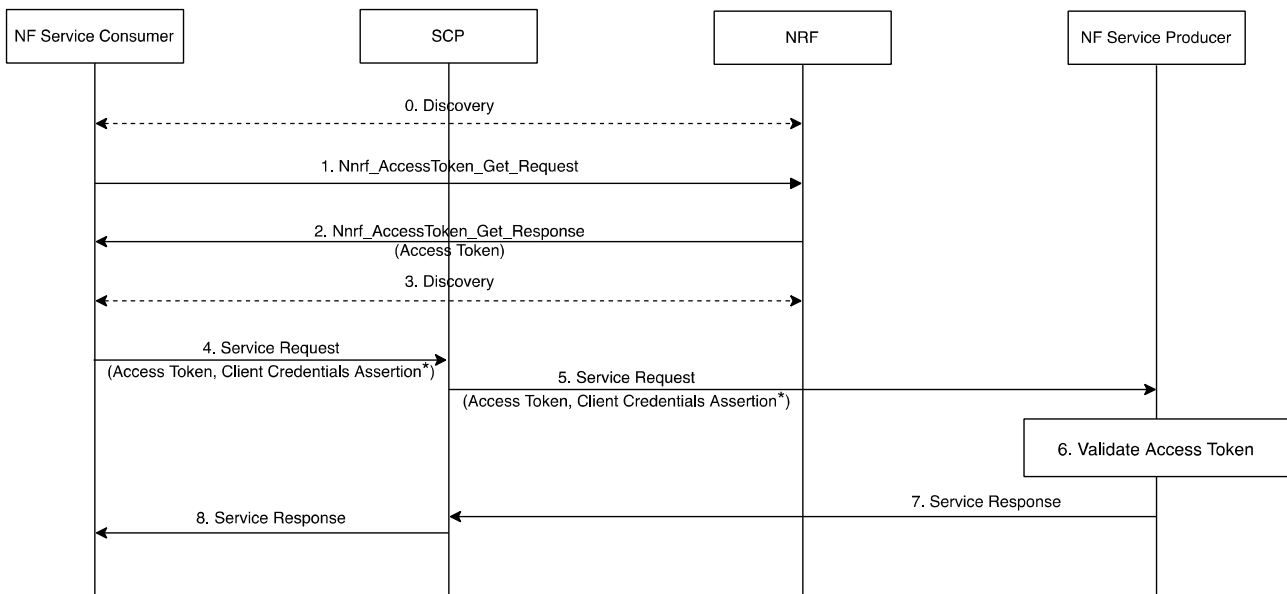 NF Service Consumer
SCP
NRF
NF Service Producer
0. Discovery
1. Nnrf_AccessToken_Get_Request
2. Nnrf_AccessToken_Get_Response
(Access Token)
3. Discovery
4. Service Request
(Access Token, Client Credentials Assertion*)
5. Service Request
(Access Token, Client Credentials Assertion*)
6. Validate Access Token
7. Service Response
8. Service Response